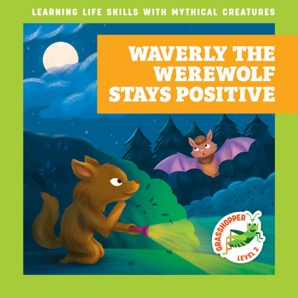 LEARNING LIFE SKILLS WITH MYTHICAL CREATURES
WAVERLY THE
WEREWOLF
STAYS POSITIVE
GRASSHOPPER
LEVEL 2